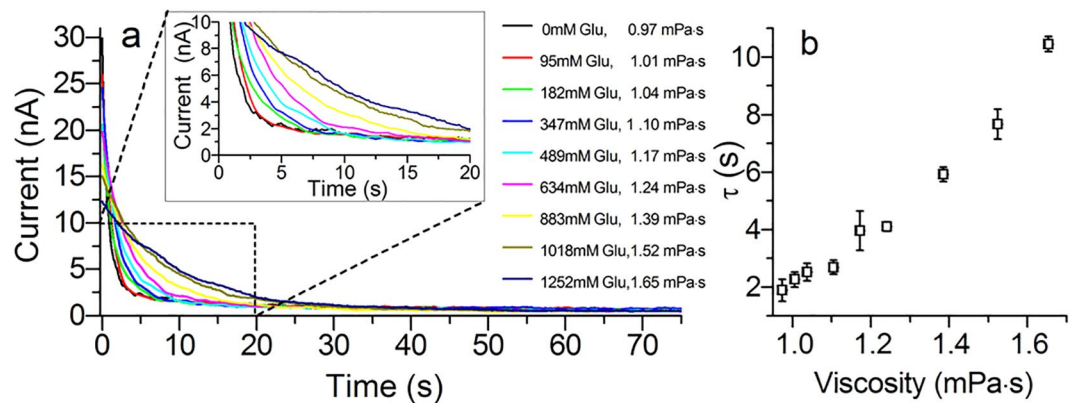 a
Current (nA)
30
25
20
15
10
5
0
0 10 20 30 40 50 60 70
Time (s)
Current (nA)
10
8
6
4
2
0
0 5 10 15 20
Time (s)
0mM Glu, 0.97 mPa·s
95mM Glu, 1.01 mPa·s
182mM Glu, 1.04 mPa·s
347mM Glu, 1 .10 mPa·s
489mM Glu, 1.17 mPa·s
634mM Glu, 1.24 mPa·s
883mM Glu, 1.39 mPa·s
1018mM Glu,1.52 mPa·s
1252mM Glu,1.65 mPa·s
b
τ (s)
10
8
6
4
2
1.0 1.2 1.4 1.6
Viscosity (mPa·s)